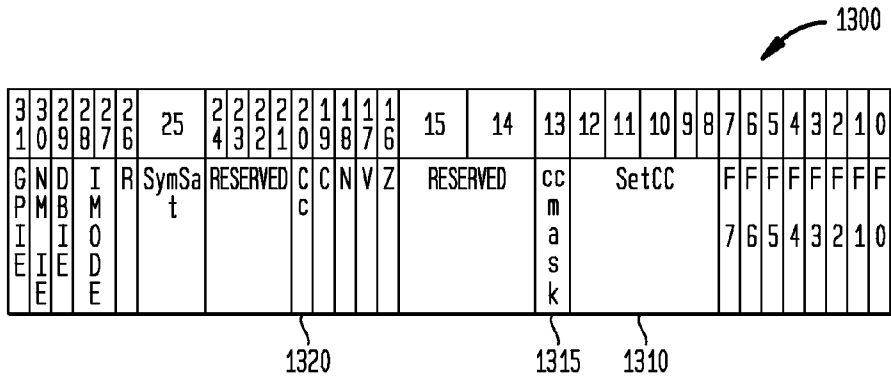 1300
31 30 29 28 27 26 25 24 23 22 21 20 19 18 17 16 15 14 13 12 11 10 9 8 7 6 5 4 3 2 1 0
GPIE NM IE DBIE IMODE R SymSat RESERVED Cc C N V Z RESERVED ccmask SetCC F7 F6 F5 F4 F3 F2 F1 F0
1320 1315 1310